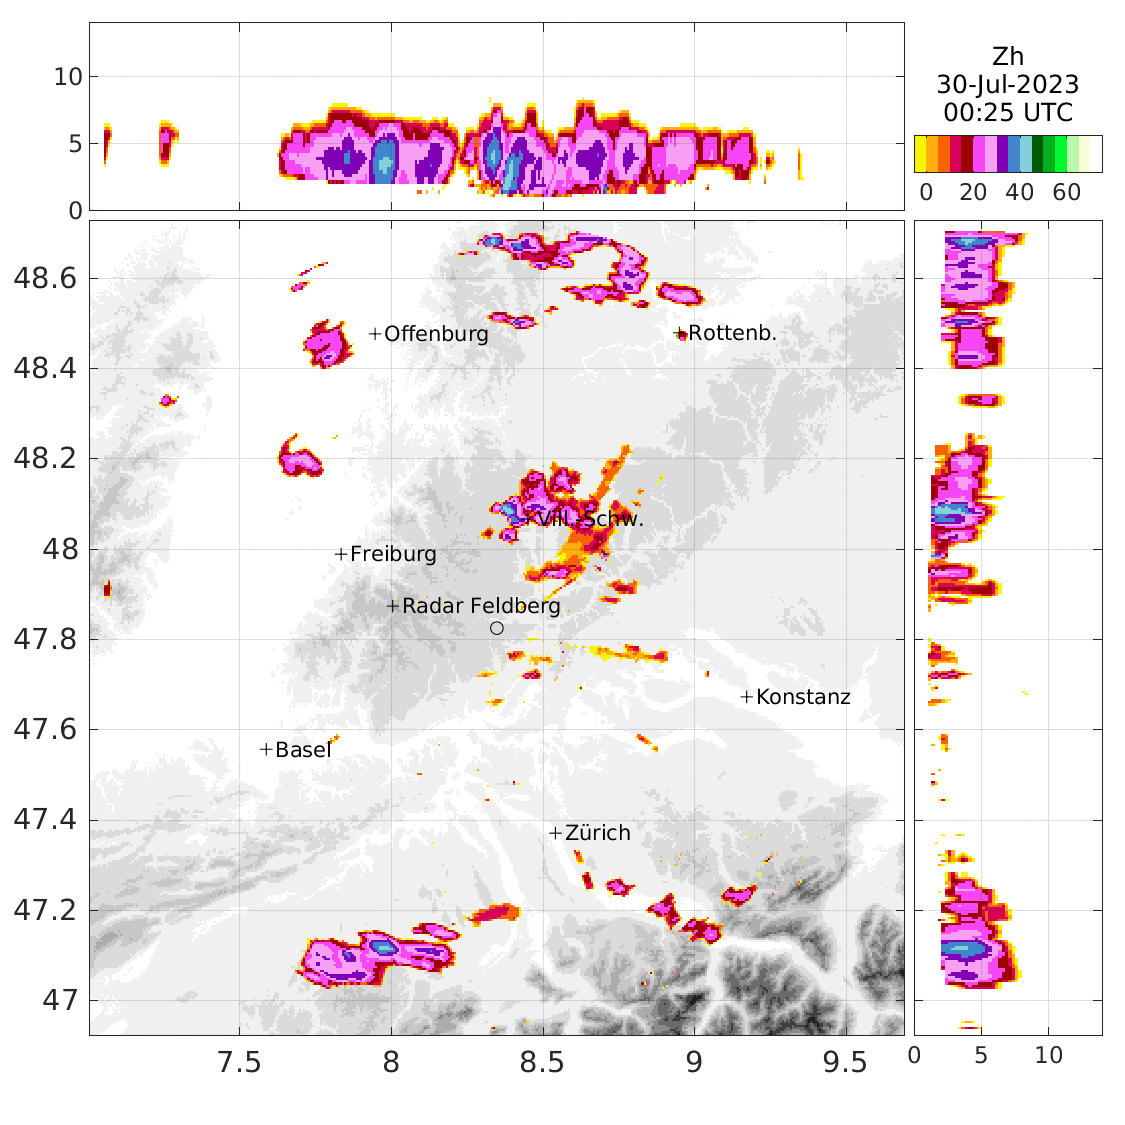 10
5
0
Zh
30-Jul-2023
00:25 UTC
0 20 40 60
48.6
48.4
48.2
48
47.8
47.6
47.4
47.2
47
+Offenburg
+Rottenb.
+Vill.-Schw.
+Freiburg
+Radar Feldberg
+Konstanz
+Basel
+Zürich
7.5 8 8.5 9 9.5
0 5 10